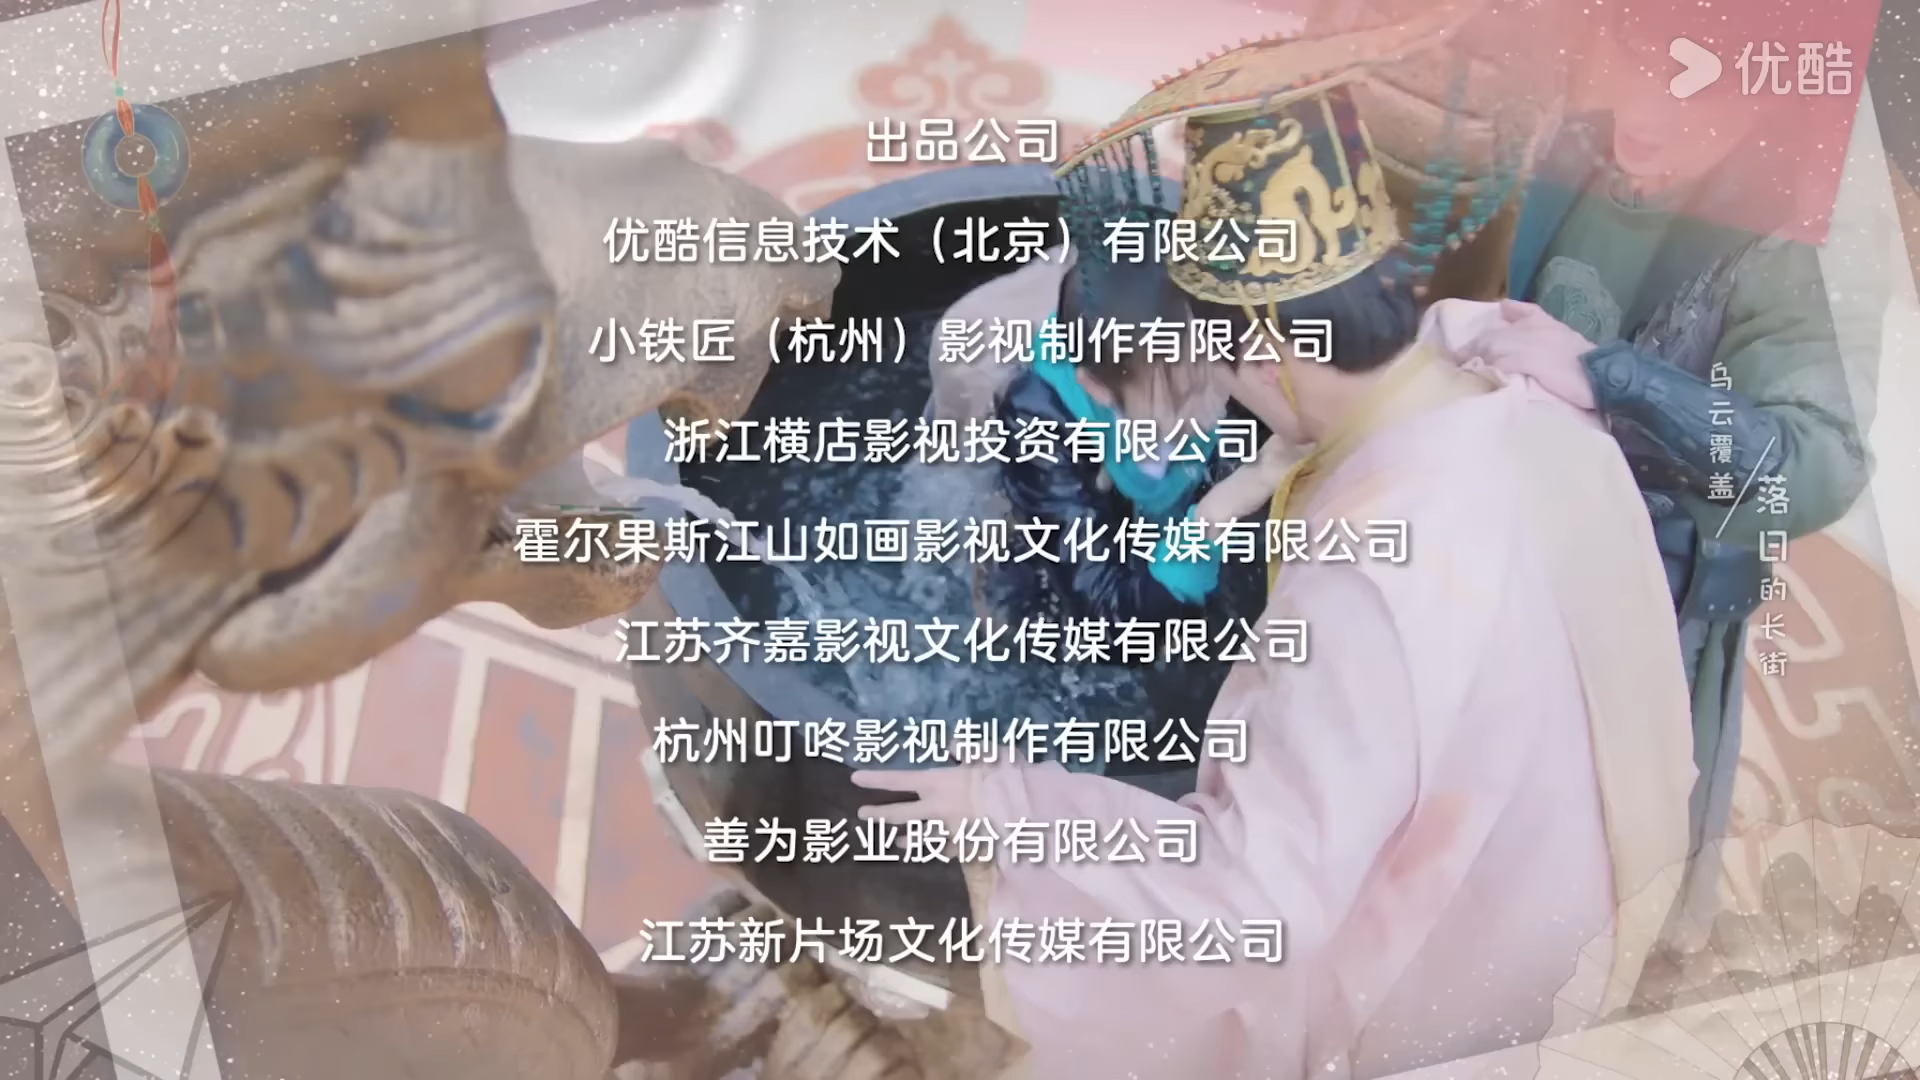 优酷
出品公司
优酷信息技术（北京）有限公司
小铁匠（杭州）影视制作有限公司
浙江横店影视投资有限公司
霍尔果斯江山如画影视文化传媒有限公司
江苏齐嘉影视文化传媒有限公司
杭州叮咚影视制作有限公司
善为影业股份有限公司
江苏新片场文化传媒有限公司
乌云覆盖
落日的长街